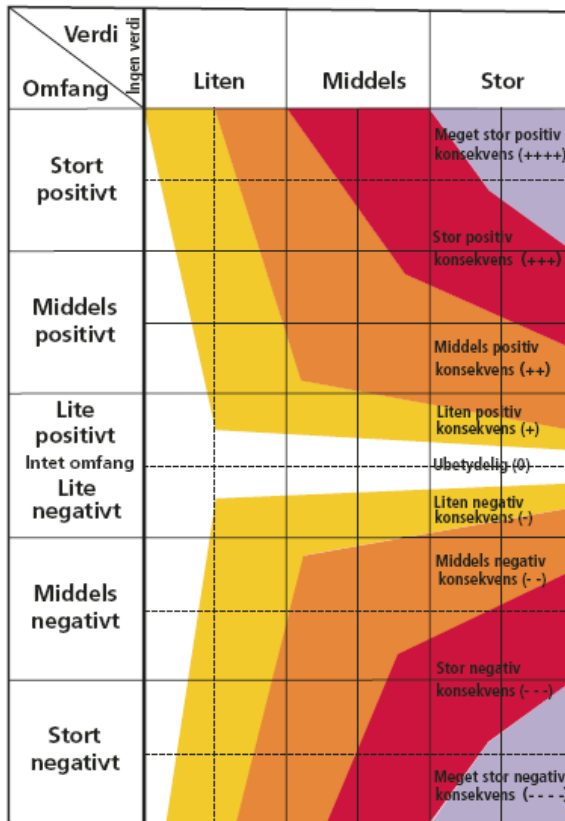 Verdi
Ingen verdi
Omfang
Liten
Middels
Stor
Stort
positivt
Meget stor positiv
konsekvens (++++)
Stor positiv
konsekvens (+++)
Middels
positivt
Middels positiv
konsekvens (++)
Lite
positivt
Liten positiv
konsekvens (+)
Intet omfang
Ubetydelig (0)
Lite
negativt
Liten negativ
konsekvens (-)
Middels
negativt
Middels negativ
konsekvens (- -)
Stor negativ
konsekvens (- - -)
Stort
negativt
Meget stor negativ
konsekvens (- - - -)